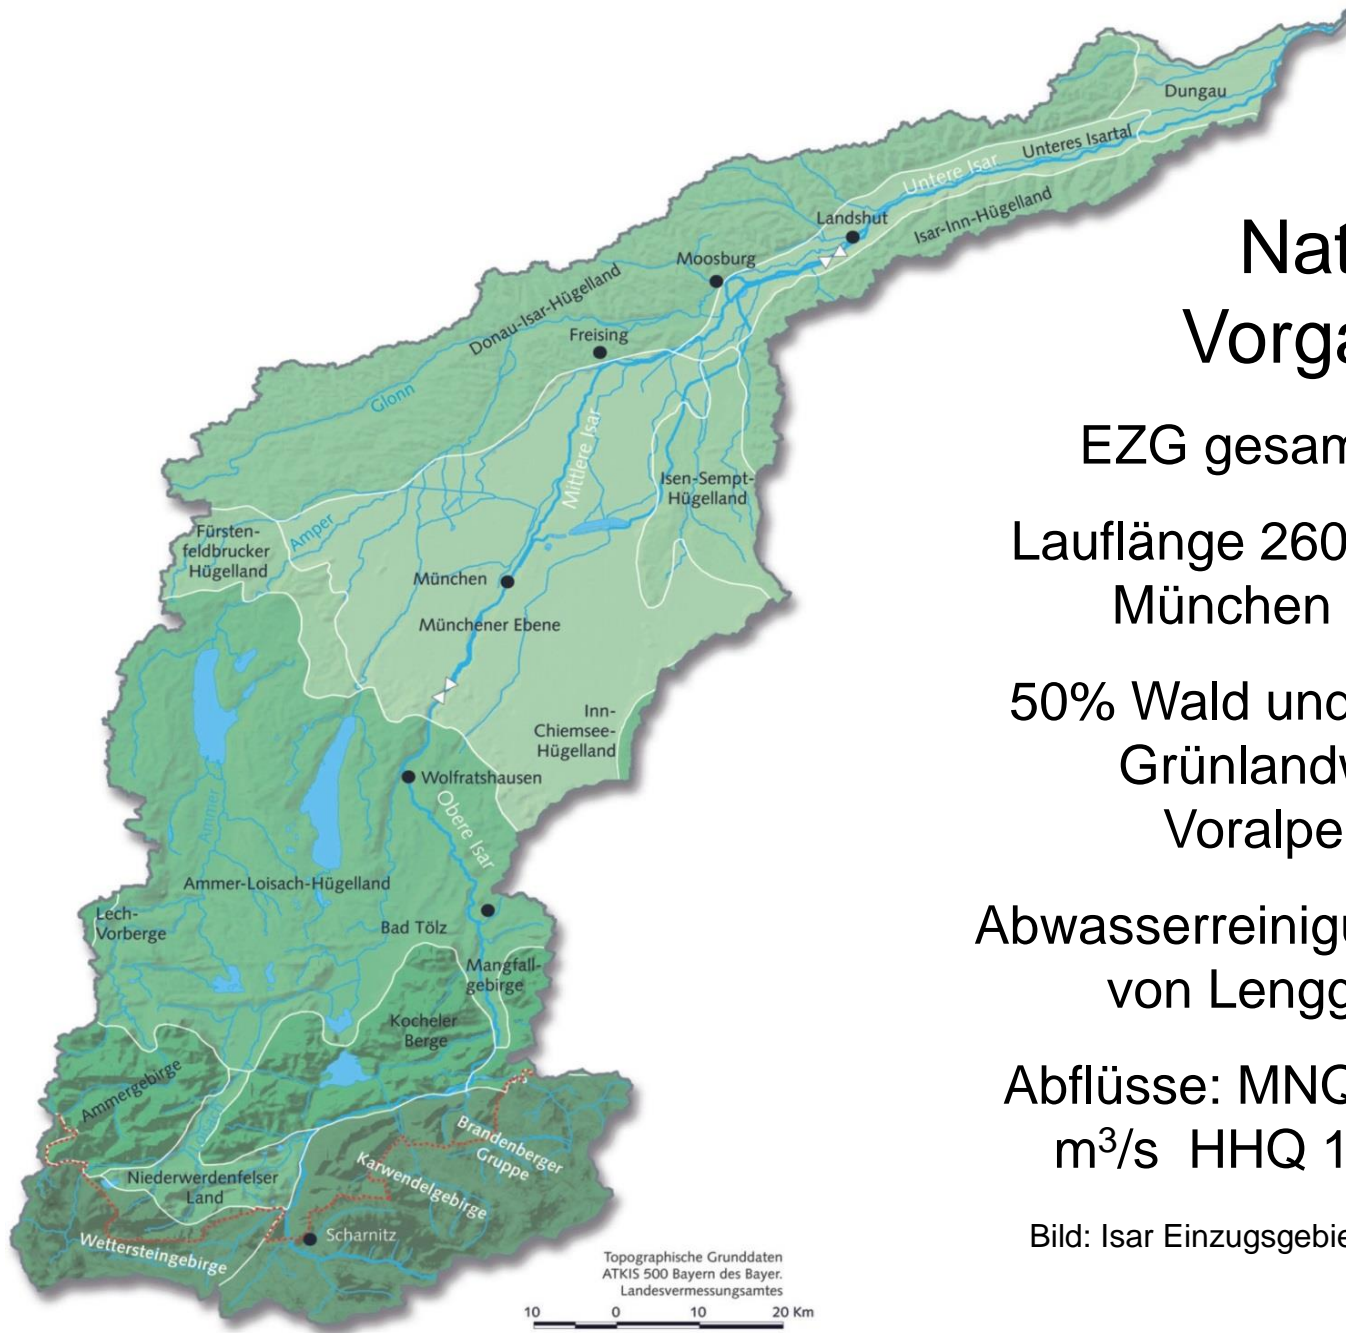 Dungau
Unteres Isartal
Untere Isar
Isar-Inn-Hügelland
Landshut
Moosburg
Donau-Isar-Hügelland
Freising
Glonn
Mittlere Isar
Isen-Sempt-
Hügelland
Amper
Fürsten-
feldbrucker
Hügelland
München
Münchener Ebene
Inn-
Chiemsee-
Hügelland
Wolfratshausen
Obere Isar
Ammer
Ammer-Loisach-Hügelland
Lech-
Vorberge
Bad Tölz
Mangfall-
gebirge
Kocheler
Berge
Ammergebirge
Loisach
Brandenberger
Gruppe
Karwendelgebirge
Niederwerdenfelser
Land
Wettersteingebirge
Scharnitz
Topographische Grunddaten
ATKIS 500 Bayern des Bayer.
Landesvermessungsamtes
10 0 10 20 Km
Nat
Vorga
EZG gesam
Lauflänge 260
München
50% Wald und
Grünlandw
Voralpe
Abwasserreinigu
von Lengg
Abflüsse: MNQ
m³/s HHQ 1
Bild: Isar Einzugsgebie